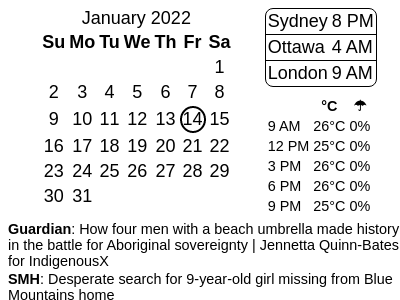 January 2022
Su Mo Tu We Th Fr Sa
1
2 3 4 5 6 7 8
9 10 11 12 13 14 15
16 17 18 19 20 21 22
23 24 25 26 27 28 29
30 31
Sydney 8 PM
Ottawa 4 AM
London 9 AM
°C ☂
9 AM 26°C 0%
12 PM 25°C 0%
3 PM 26°C 0%
6 PM 26°C 0%
9 PM 25°C 0%
Guardian: How four men with a beach umbrella made history
in the battle for Aboriginal sovereignty | Jennetta Quinn-Bates
for IndigenousX
SMH: Desperate search for 9-year-old girl missing from Blue
Mountains home